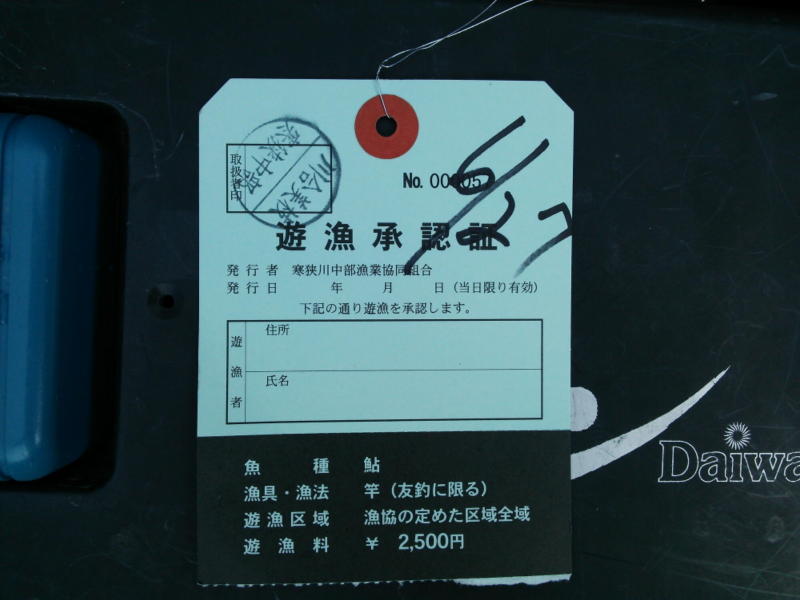 取扱者印
No. 000057
遊漁承認証
発行者 寒狭川中部漁業協同組合
発行日 年 月 日（当日限り有効）
下記の通り遊漁を承認します。
遊漁者
住所
氏名
魚種 鮎
漁具・漁法 竿（友釣に限る）
遊漁区域 漁協の定めた区域全域
遊漁料 ¥ 2,500円
Daiwa